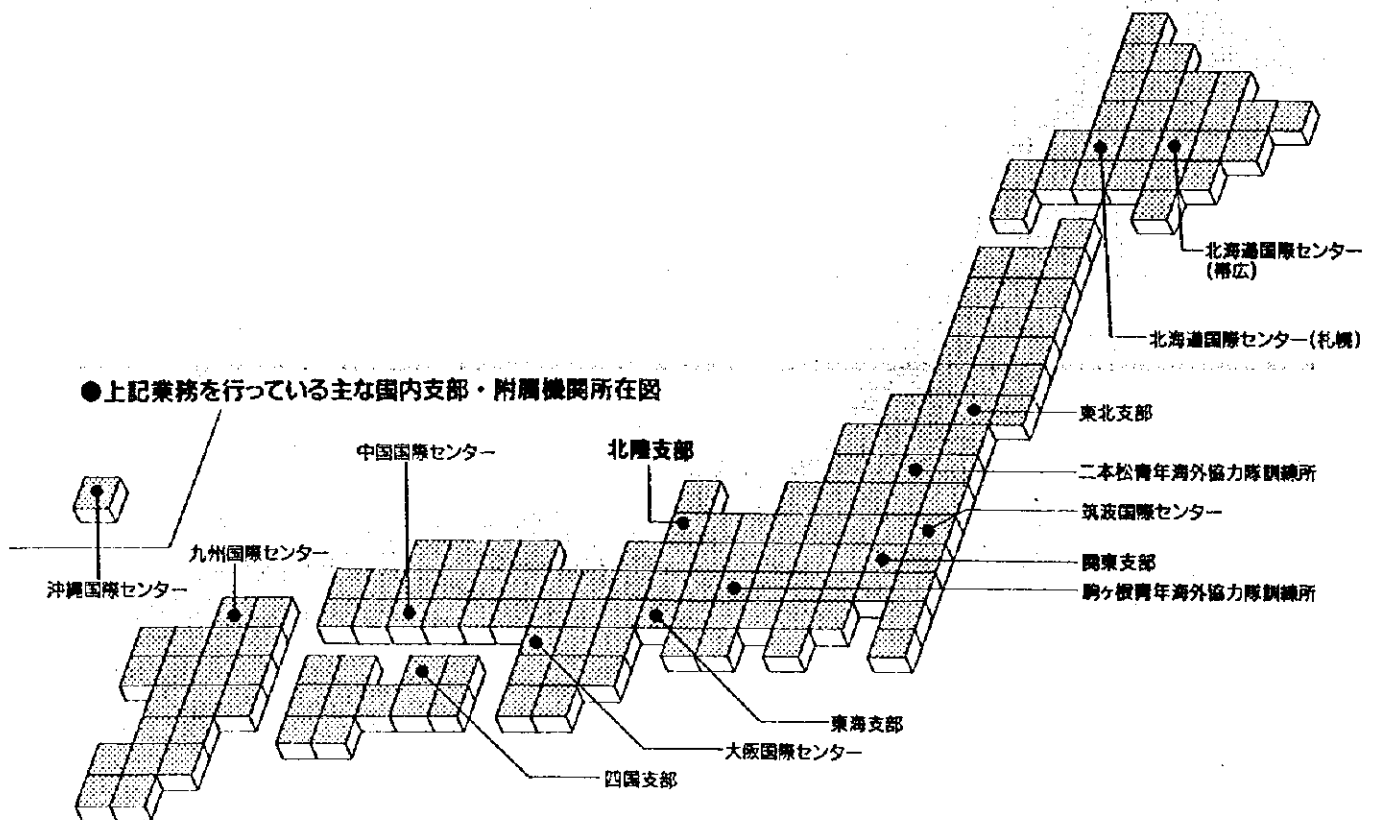 北海道国際センター
(帯広)
北海道国際センター(札幌)
●上記業務を行っている主な国内支部・附属機関所在図
東北支部
中国国際センター
北陸支部
二本松青年海外協力隊訓練所
筑波国際センター
九州国際センター
関東支部
沖縄国際センター
駒ヶ根青年海外協力隊訓練所
東海支部
大阪国際センター
四国支部